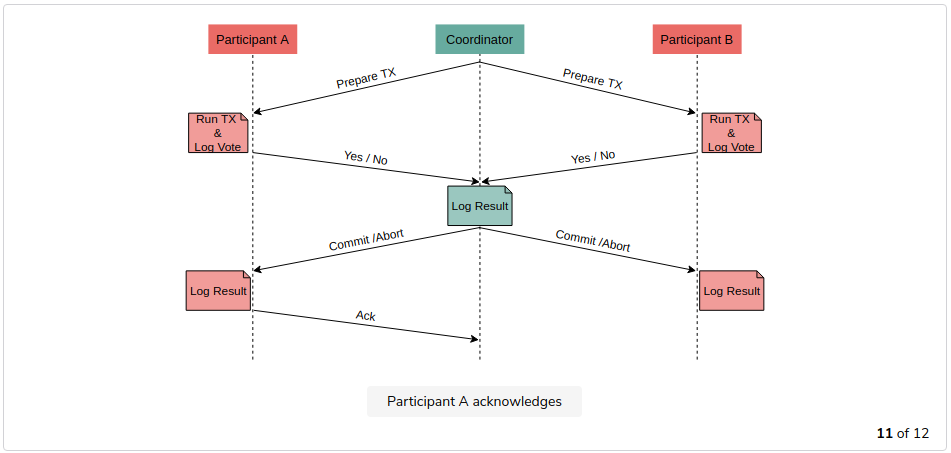 Participant A
Coordinator
Participant B
Prepare TX
Prepare TX
Run TX
&
Log Vote
Run TX
&
Log Vote
Yes / No
Yes / No
Log Result
Commit /Abort
Commit /Abort
Log Result
Log Result
Ack
Participant A acknowledges
11 of 12